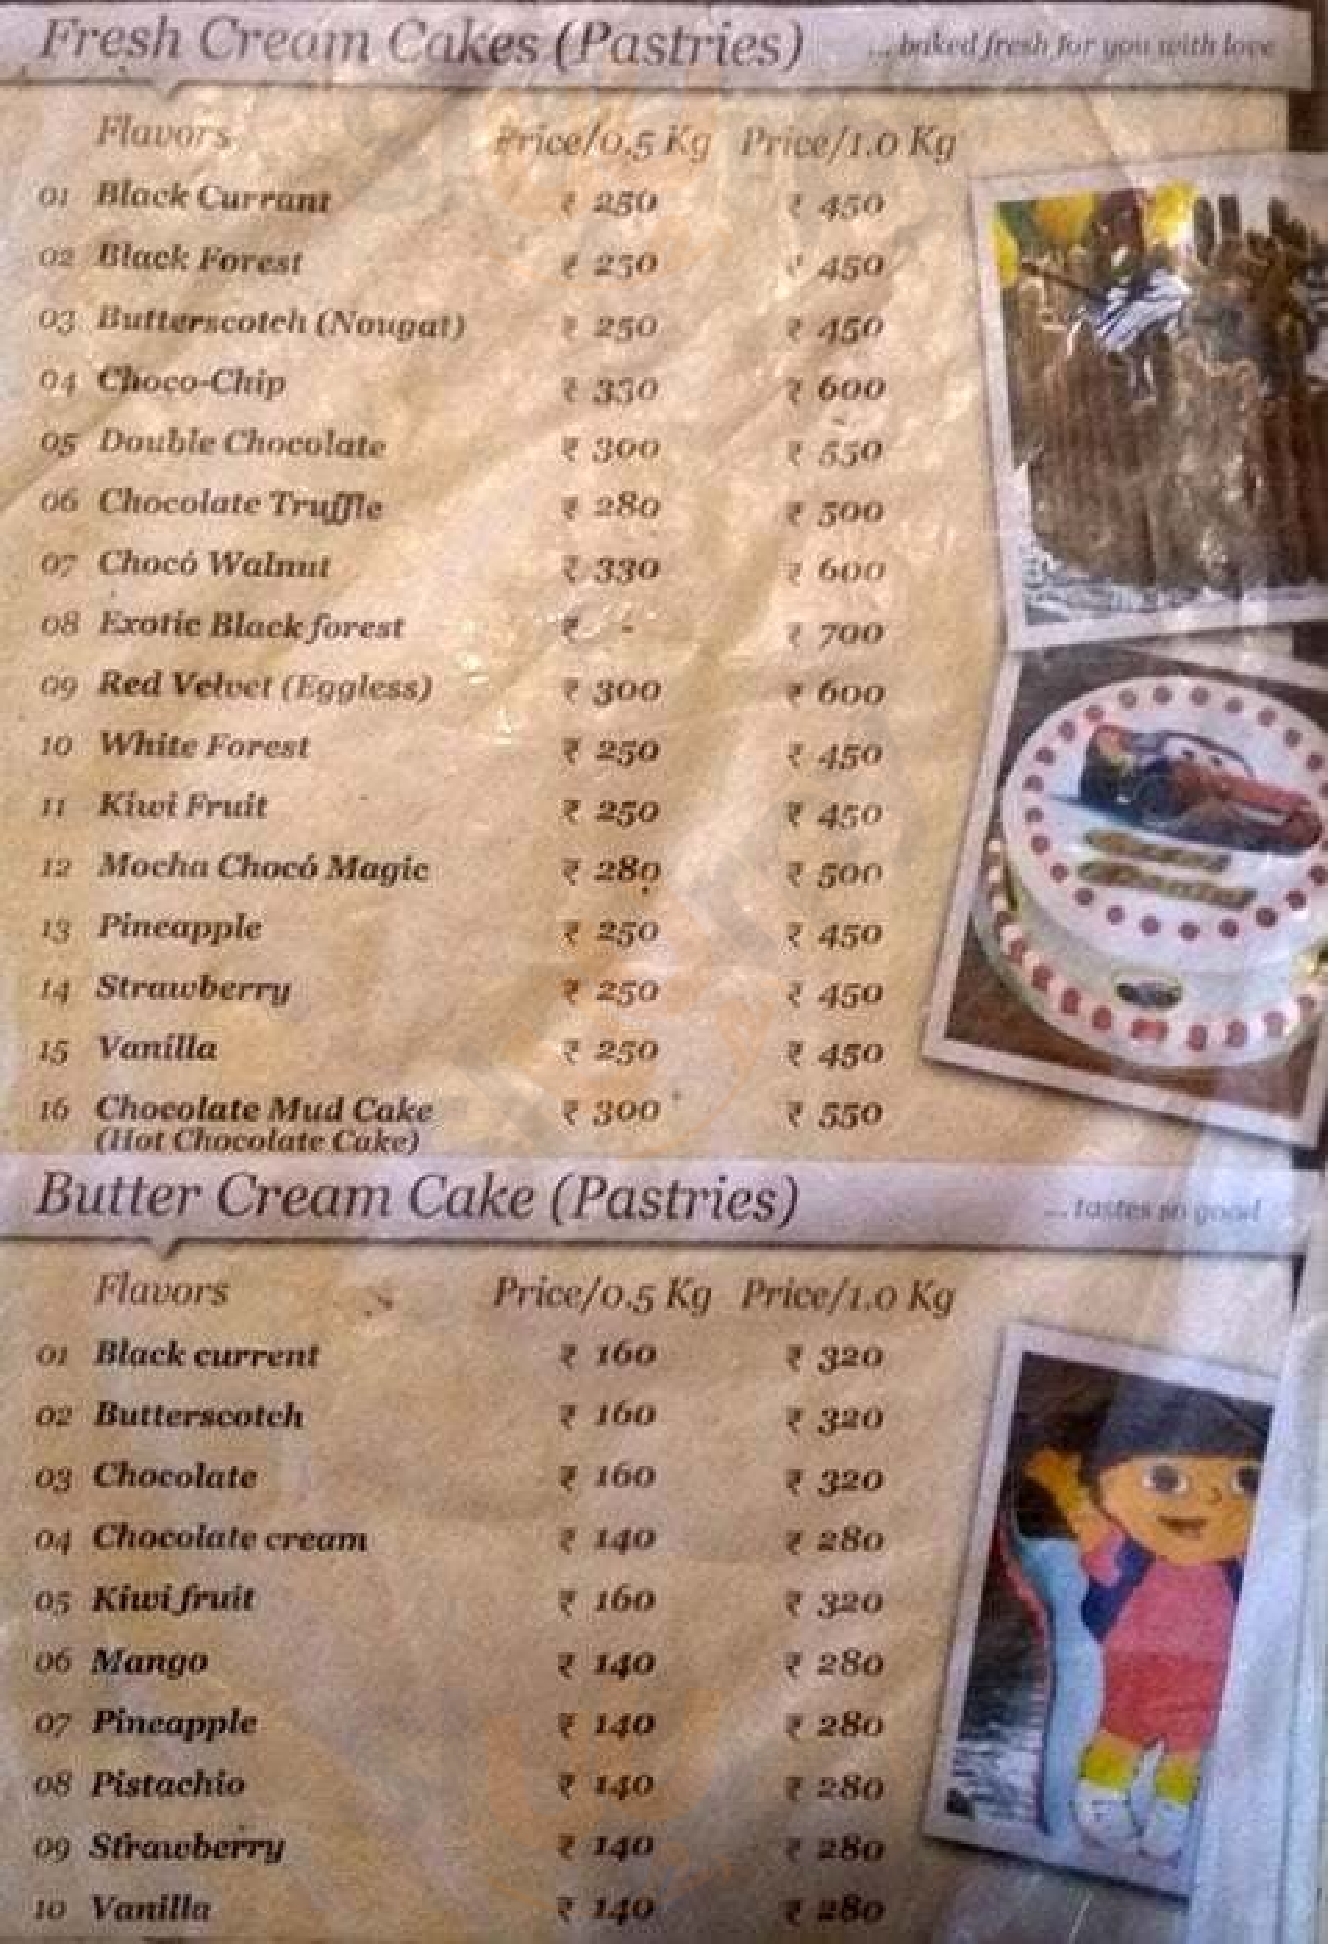 Fresh Cream Cakes (Pastries) ... baked fresh for you with love
Flavors Price/0.5 Kg Price/1.0 Kg
01 Black Currant ₹ 250 ₹ 450
02 Black Forest ₹ 250 ₹ 450
03 Butterscotch (Nougat) ₹ 250 ₹ 450
04 Choco-Chip ₹ 330 ₹ 600
05 Double Chocolate ₹ 300 ₹ 550
06 Chocolate Truffle ₹ 280 ₹ 500
07 Chocó Walnut ₹ 330 ₹ 600
08 Exotic Black forest ₹ - ₹ 700
09 Red Velvet (Eggless) ₹ 300 ₹ 600
10 White Forest ₹ 250 ₹ 450
11 Kiwi Fruit ₹ 250 ₹ 450
12 Mocha Chocó Magic ₹ 280 ₹ 500
13 Pineapple ₹ 250 ₹ 450
14 Strawberry ₹ 250 ₹ 450
15 Vanilla ₹ 250 ₹ 450
16 Chocolate Mud Cake ₹ 300 ₹ 550
(Hot Chocolate Cake)
Butter Cream Cake (Pastries) ... tastes so good
Flavors Price/0.5 Kg Price/1.0 Kg
01 Black current ₹ 160 ₹ 320
02 Butterscotch ₹ 160 ₹ 320
03 Chocolate ₹ 160 ₹ 320
04 Chocolate cream ₹ 140 ₹ 280
05 Kiwi fruit ₹ 160 ₹ 320
06 Mango ₹ 140 ₹ 280
07 Pineapple ₹ 140 ₹ 280
08 Pistachio ₹ 140 ₹ 280
09 Strawberry ₹ 140 ₹ 280
10 Vanilla ₹ 140 ₹ 280